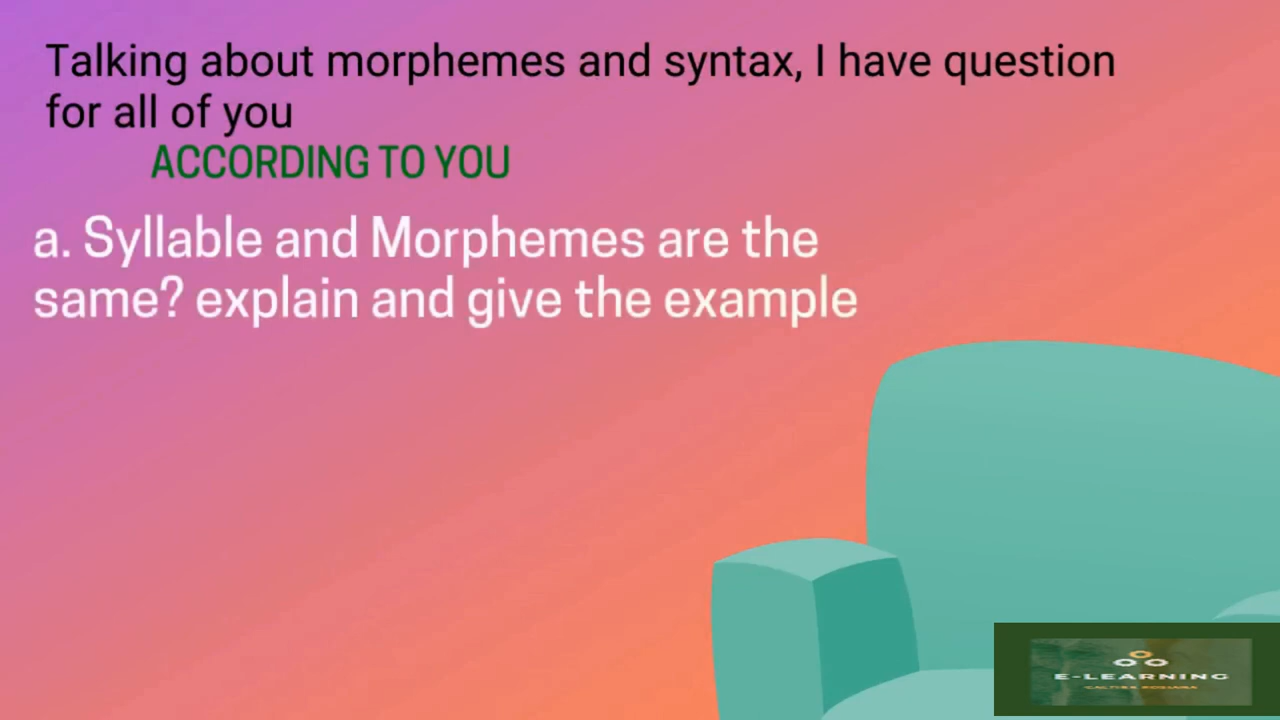 Talking about morphemes and syntax, I have question
for all of you
ACCORDING TO YOU
a. Syllable and Morphemes are the
same? explain and give the example
E-LEARNING